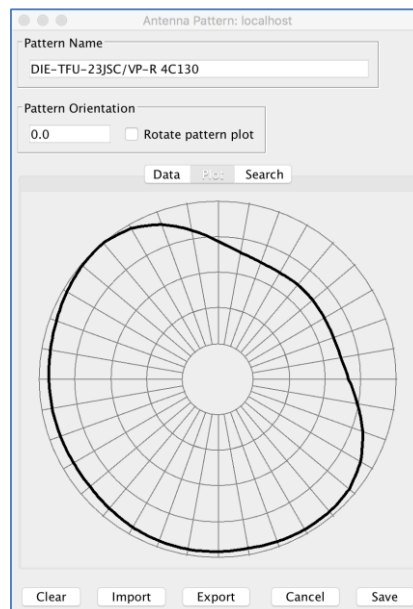 Antenna Pattern: localhost
Pattern Name
DIE-TFU-23JSC/VP-R 4C130
Pattern Orientation
0.0 Rotate pattern plot
Data Plot Search
Clear Import Export Cancel Save